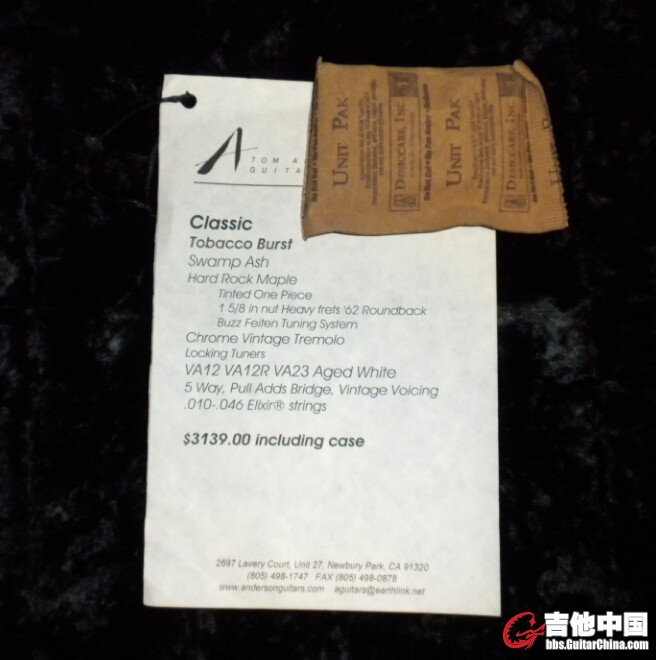 A
TOM A
GUITA
Classic
Tobacco Burst
Swamp Ash
Hard Rock Maple
Tinted One Piece
1 5/8 in nut Heavy frets '62 Roundback
Buzz Feiten Tuning System
Chrome Vintage Tremolo
Locking Tuners
VA12 VA12R VA23 Aged White
5 Way, Pull Adds Bridge, Vintage Voicing
.010-.046 Elixir® strings
$3139.00 including case
2697 Lavery Court, Unit 27, Newbury Park, CA 91320
(805) 498-1747 FAX (805) 498-0878
www.andersonguitars.com aguitars@earthlink.net
UNIT PAK
DESICCARE, INC.
UNIT PAK
DESICCARE, INC.
UNIT
吉他中国
bbs.GuitarChina.com